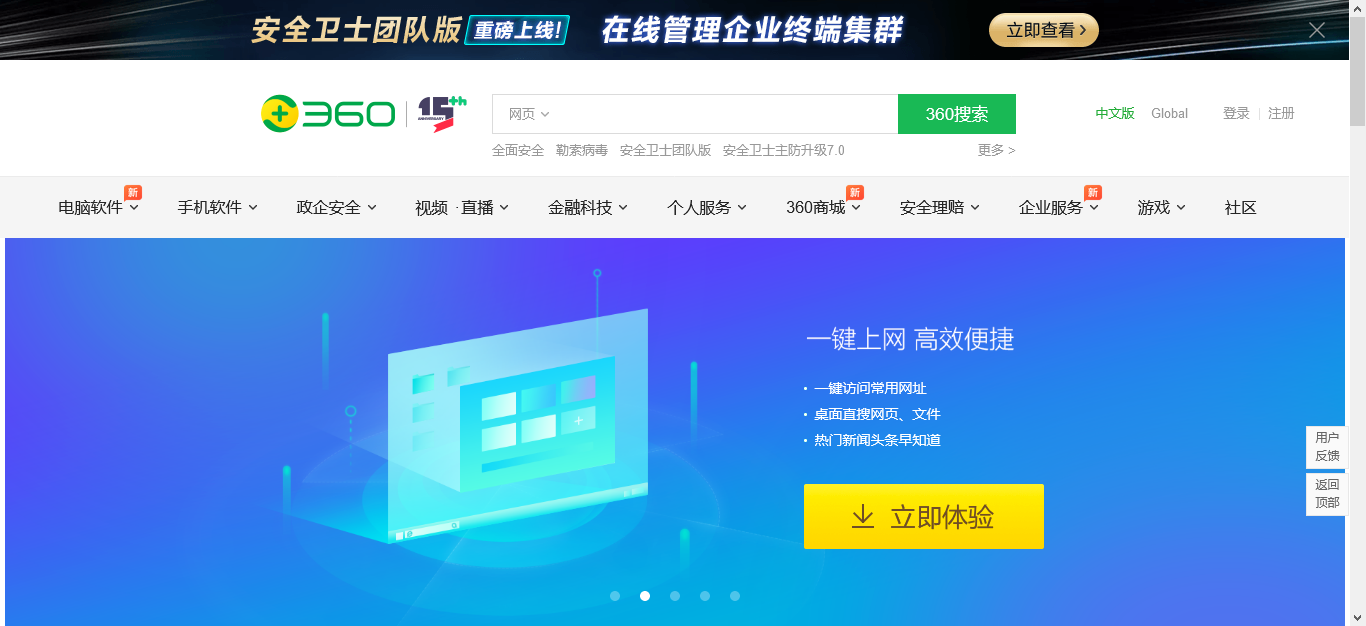 安全卫士团队版 重磅上线! 在线管理企业终端集群 立即查看
360 15th ANNIVERSARY 网页 360搜索 中文版 Global 登录 注册
全面安全 勒索病毒 安全卫士团队版 安全卫士主防升级7.0 更多 >
新 新 新
电脑软件 手机软件 政企安全 视频 · 直播 金融科技 个人服务 360商城 安全理赔 企业服务 游戏 社区
一键上网 高效便捷
· 一键访问常用网址
· 桌面直搜网页、文件
· 热门新闻头条早知道
用户
反馈
返回
顶部
立即体验